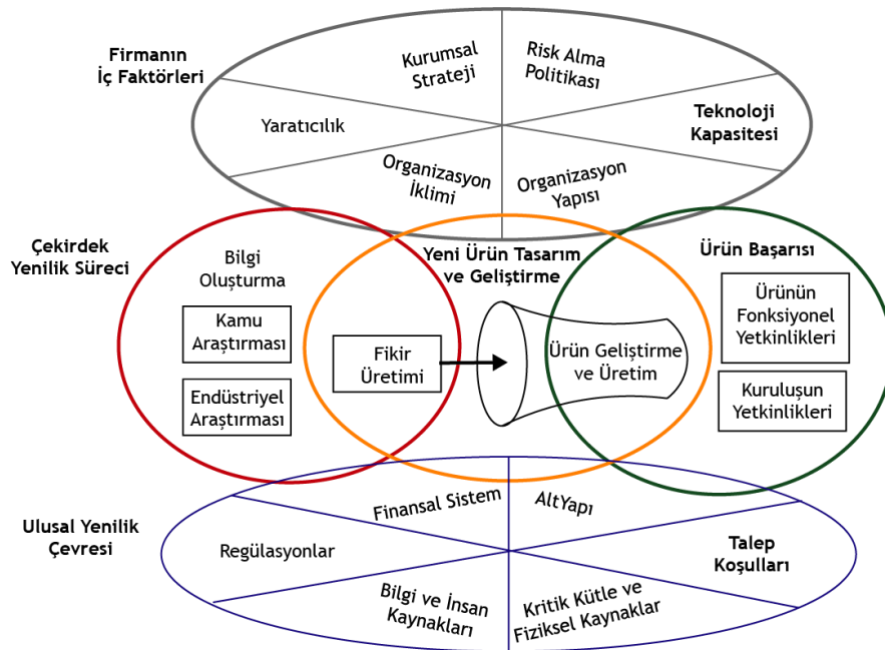 Firmanın
İç Faktörleri
Kurumsal
Strateji
Risk Alma
Politikası
Yaratıcılık
Teknoloji
Kapasitesi
Organizasyon
İklimi
Organizasyon
Yapısı
Çekirdek
Yenilik Süreci
Bilgi
Oluşturma
Kamu
Araştırması
Endüstriyel
Araştırması
Yeni Ürün Tasarım
ve Geliştirme
Fikir
Üretimi
Ürün Geliştirme
ve Üretim
Ürün Başarısı
Ürünün
Fonksiyonel
Yetkinlikleri
Kuruluşun
Yetkinlikleri
Ulusal Yenilik
Çevresi
Finansal Sistem
AltYapı
Regülasyonlar
Talep
Koşulları
Bilgi ve İnsan
Kaynakları
Kritik Kütle ve
Fiziksel Kaynaklar